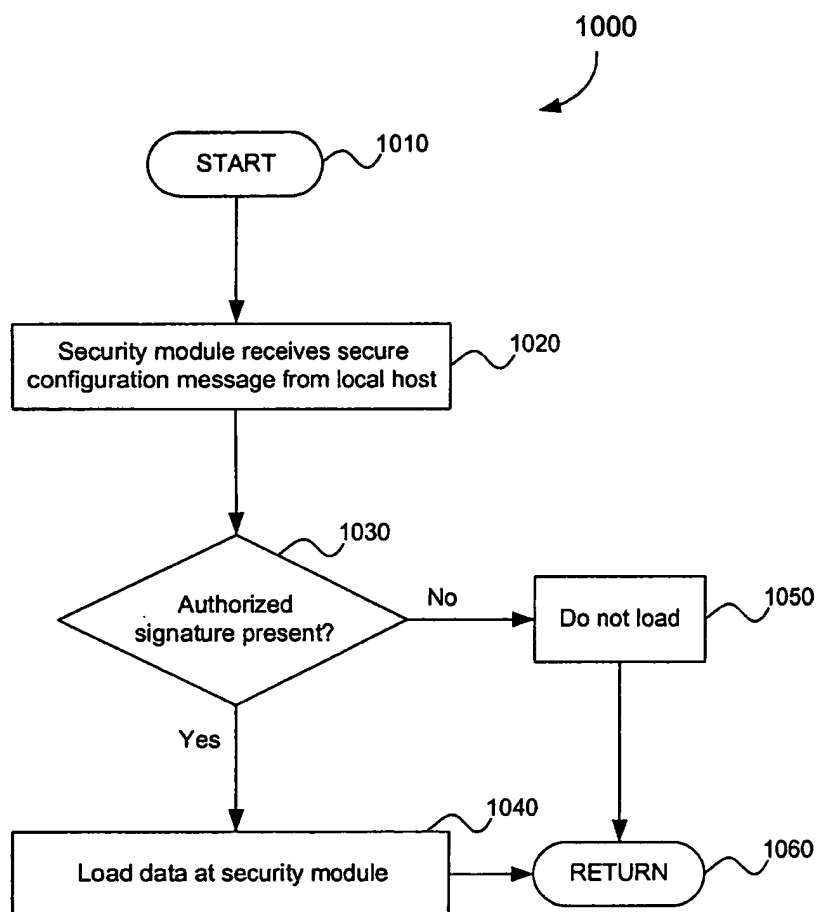 1000
START
1010
Security module receives secure
configuration message from local host
1020
1030
Authorized
signature present?
No
Do not load
1050
Yes
1040
Load data at security module
RETURN
1060